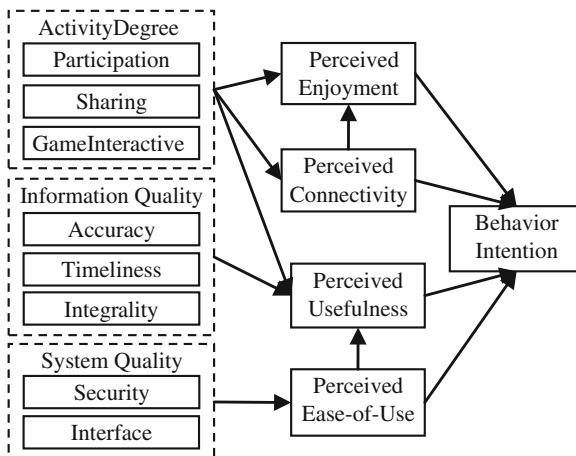 ActivityDegree
Participation
Sharing
GameInteractive
Information Quality
Accuracy
Timeliness
Integrality
System Quality
Security
Interface
Perceived
Enjoyment
Perceived
Connectivity
Perceived
Usefulness
Perceived
Ease-of-Use
Behavior
Intention